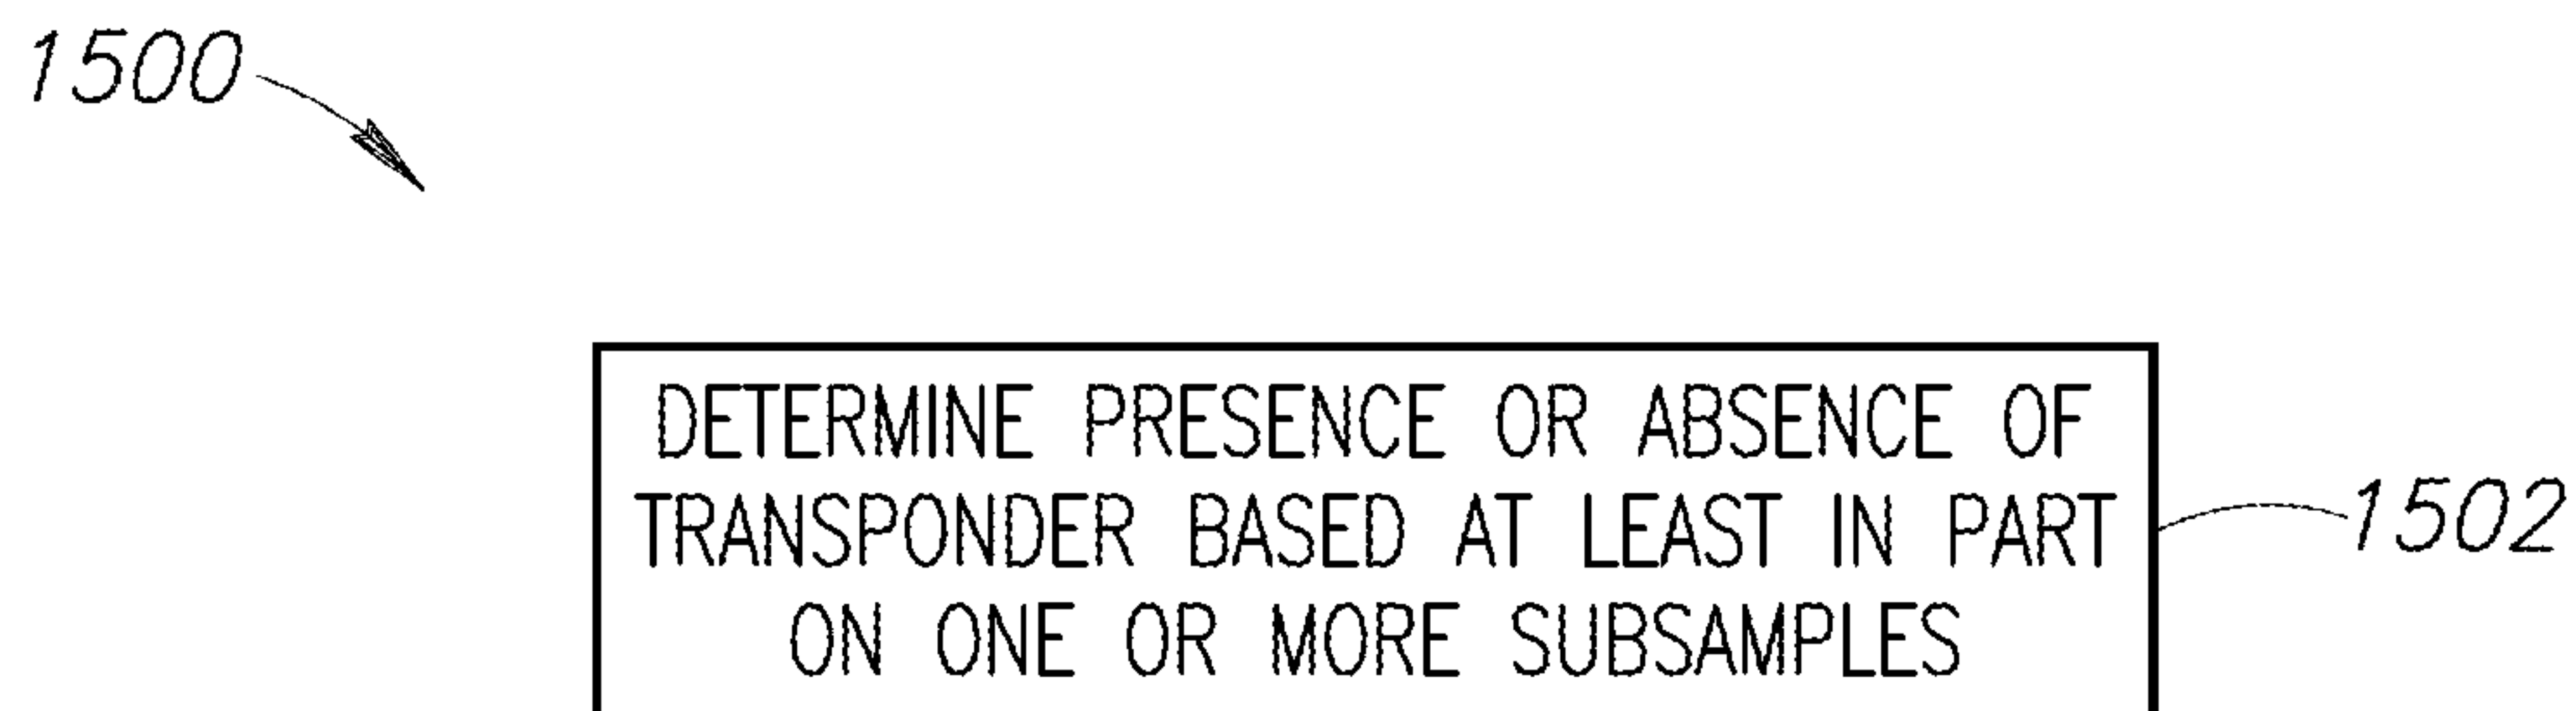 1500
DETERMINE PRESENCE OR ABSENCE OF
TRANSPONDER BASED AT LEAST IN PART
ON ONE OR MORE SUBSAMPLES
1502